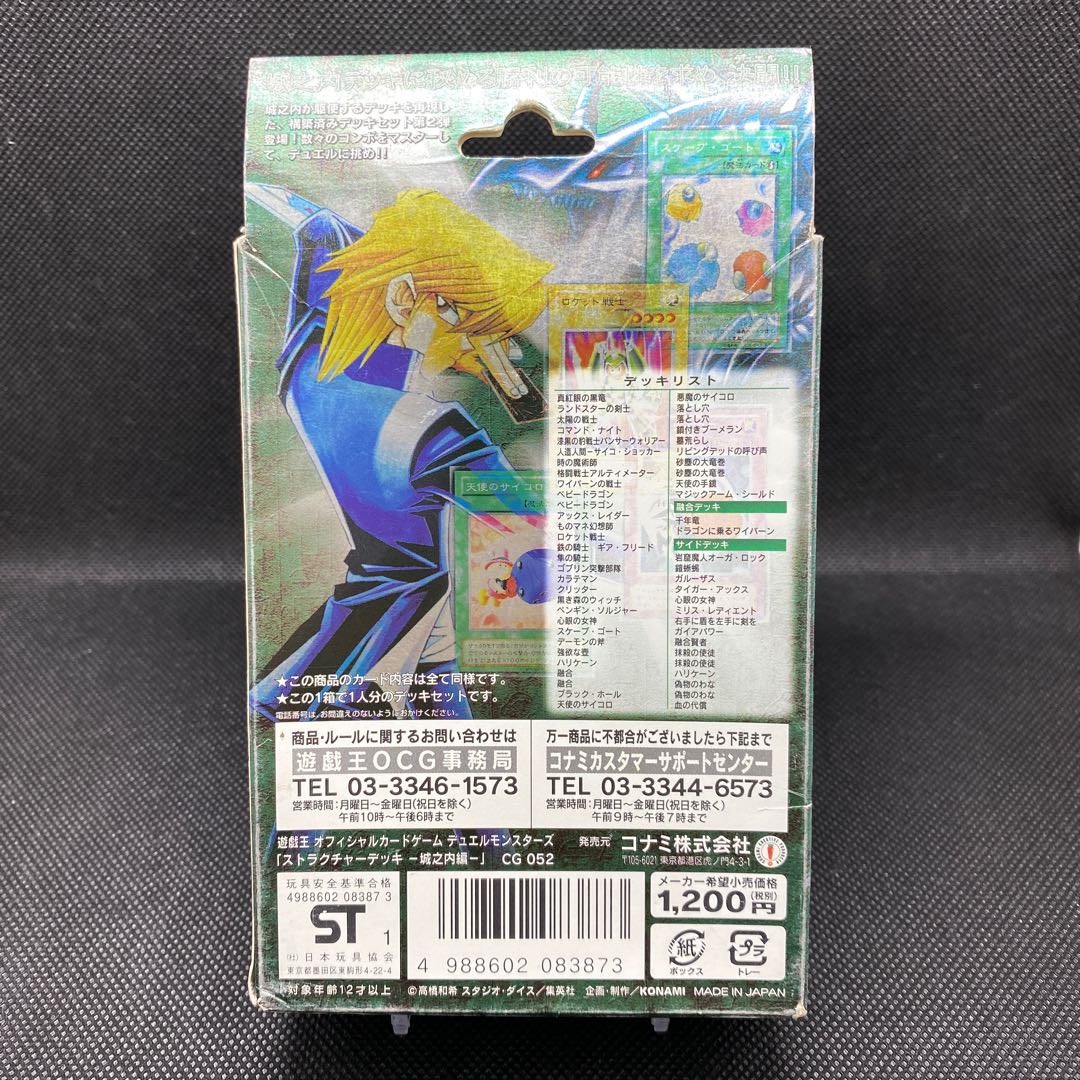 城之内が駆使するデッキを再現し
た、構築済みデッキセット第2弾
登場!数々のコンボをマスターし
て、デュエルに挑め!!
スケープ・ゴート
【魔法カード】
ロケット戦士
天使のサイコロ
デッキリスト
真紅眼の黒竜
ランドスターの剣士
太陽の戦士
コマンド・ナイト
漆黒の豹戦士パンサーウォリアー
人造人間－サイコ・ショッカー
時の魔術師
格闘戦士アルティメーター
ワイバーンの戦士
ベビードラゴン
ベビードラゴン
アックス・レイダー
ものマネ幻想師
ロケット戦士
鉄の騎士 ギア・フリード
隼の騎士
ゴブリン突撃部隊
カラテマン
クリッター
黒き森のウィッチ
ペンギン・ソルジャー
心眼の女神
スケープ・ゴート
デーモンの斧
強欲な壺
ハリケーン
融合
融合
ブラック・ホール
天使のサイコロ
悪魔のサイコロ
落とし穴
落とし穴
鎖付きブーメラン
墓荒らし
リビングデッドの呼び声
砂塵の大竜巻
砂塵の大竜巻
天使の手鏡
マジックアーム・シールド
融合デッキ
千年竜
ドラゴンに乗るワイバーン
サイドデッキ
岩窟魔人オーガ・ロック
鎧蜥蜴
ガルーザス
タイガー・アックス
心眼の女神
ミリス・レディエント
右手に盾を左手に剣を
ガイアパワー
融合賢者
抹殺の使徒
抹殺の使徒
ハリケーン
偽物のわな
偽物のわな
血の代償
★この商品のカード内容は全て同様です。
★この1箱で1人分のデッキセットです。
電話番号は、お間違えのないようにおかけください。
商品・ルールに関するお問い合わせは
遊戯王OCG事務局
TEL 03-3346-1573
営業時間:月曜日～金曜日(祝日を除く)
午前10時～午後6時まで
万一商品に不都合がございましたら下記まで
コナミカスタマーサポートセンター
TEL 03-3344-6573
営業時間:月曜日～金曜日(祝日を除く)
午前9時～午後7時まで
遊戯王 オフィシャルカードゲーム デュエルモンスターズ
「ストラクチャーデッキ －城之内編－」 CG 052
発売元 コナミ株式会社
〒105-6021 東京都港区虎ノ門4-3-1
玩具安全基準合格
4988602 08387 3
ST 1
(社)日本玩具協会
東京都墨田区東駒形4-22-4
4 988602 083873
メーカー希望小売価格
1,200円(税別)
紙
ボックス
プラ
トレー
対象年齢12才以上
©高橋和希 スタジオ・ダイス/集英社 企画・制作/KONAMI MADE IN JAPAN